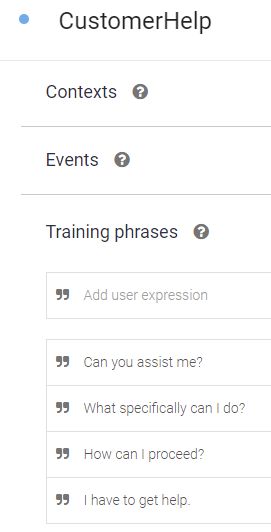 CustomerHelp
Contexts
Events
Training phrases
Add user expression
Can you assist me?
What specifically can I do?
How can I proceed?
I have to get help.